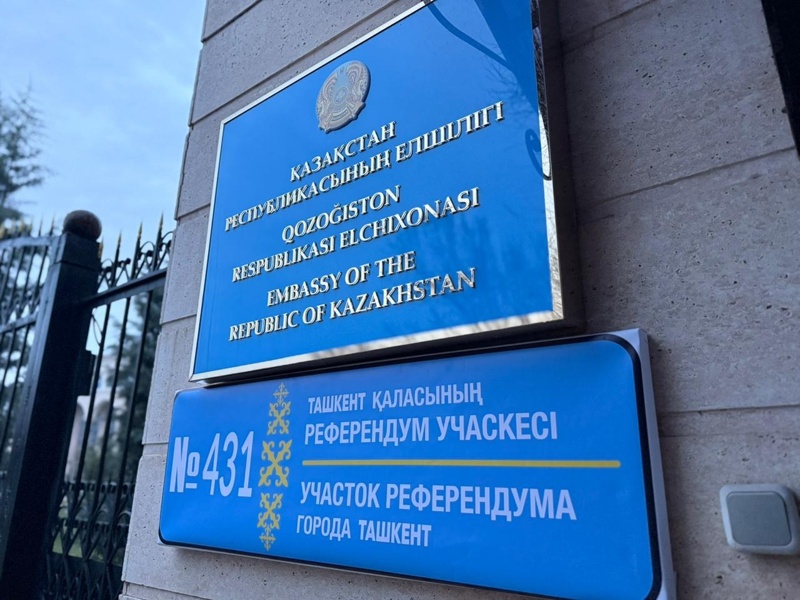 ҚАЗАҚСТАН
РЕСПУБЛИКАСЫНЫҢ ЕЛШІЛІГІ
QOZOĞISTON
RESPUBLIKASI ELCHIXONASI
EMBASSY OF THE
REPUBLIC OF KAZAKHSTAN
№431
ТАШКЕНТ ҚАЛАСЫНЫҢ
РЕФЕРЕНДУМ УЧАСКЕСІ
УЧАСТОК РЕФЕРЕНДУМА
ГОРОДА ТАШКЕНТ